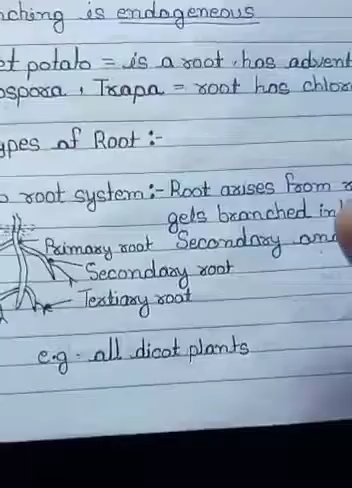 ching is endogeneous
et potato = is a root, has advent
ospora, Trapa = root has chlor
ypes of Root :-
root system:- Root arises from
gets branched in
Primary root Secondary and
Secondary root
Tertiary root
e.g - all dicot plants